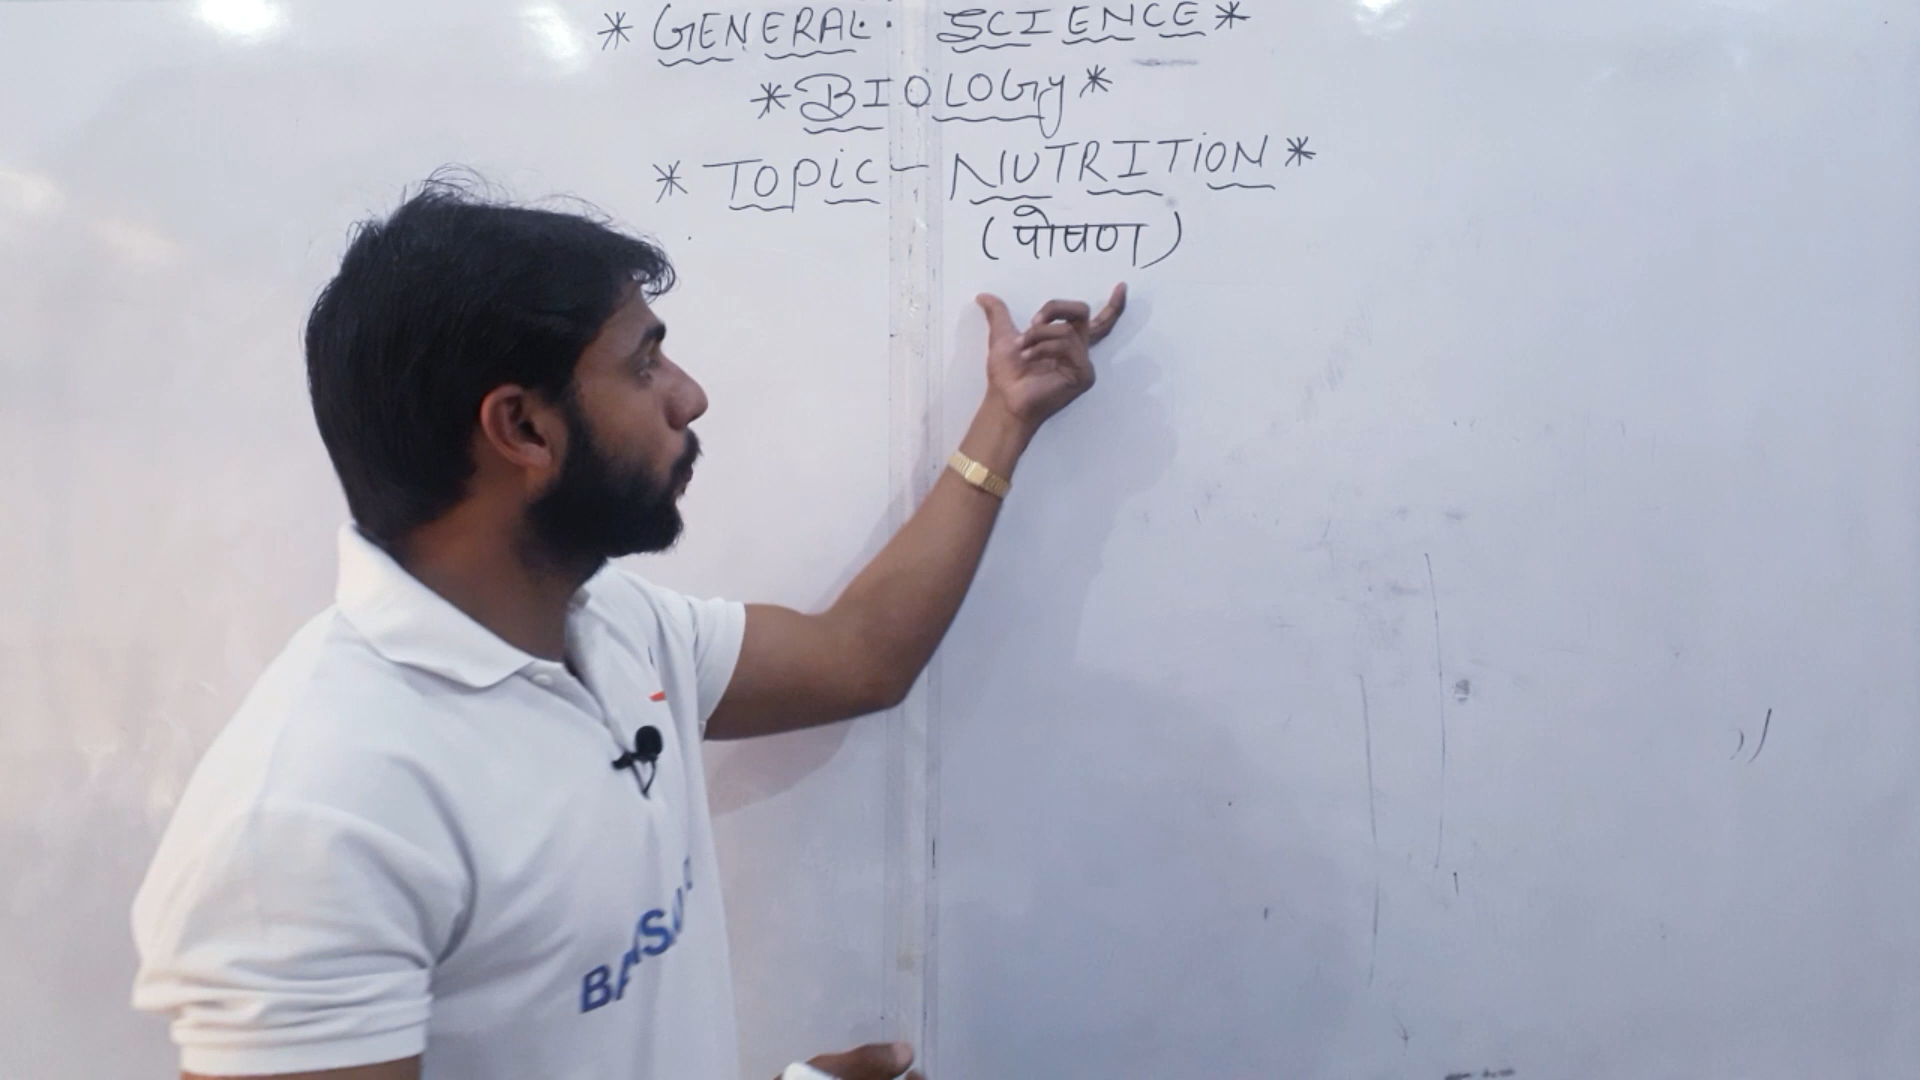 * GENERAL: SCIENCE *
* BIOLOGY *
* TOPIC - NUTRITION *
(पोषण)